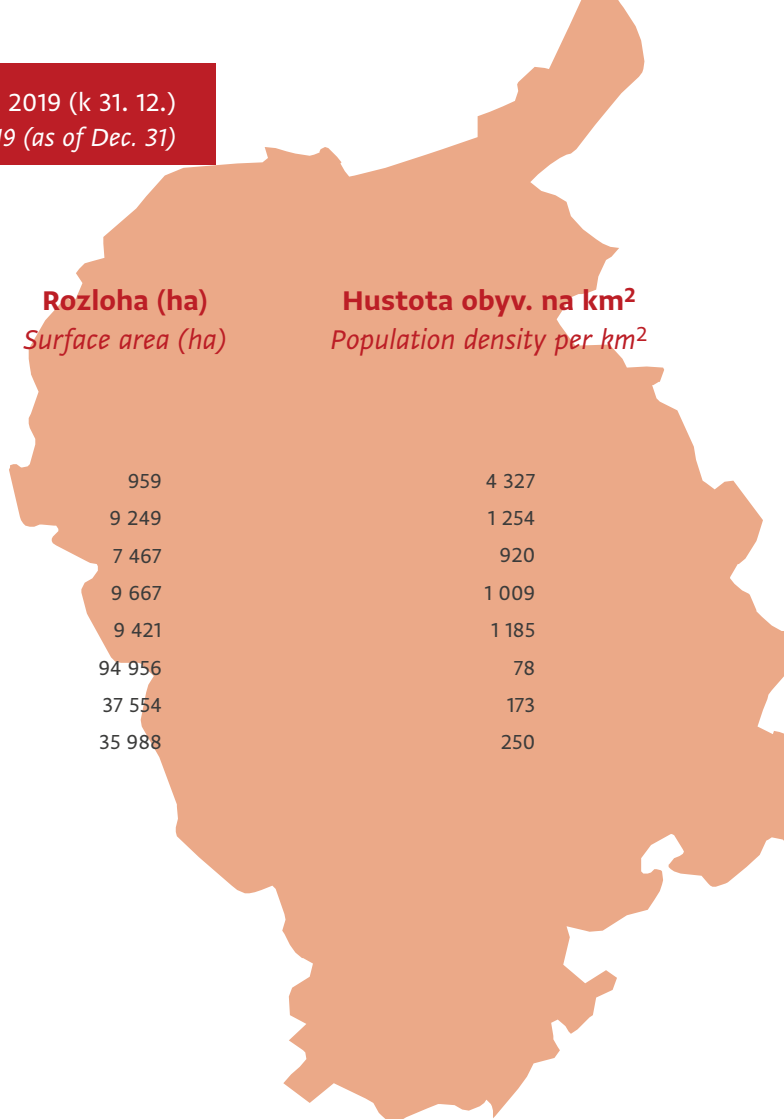 2019 (k 31. 12.)
(as of Dec. 31)
Rozloha (ha) Hustota obyv. na km²
Surface area (ha) Population density per km²
959 4 327
9 249 1 254
7 467 920
9 667 1 009
9 421 1 185
94 956 78
37 554 173
35 988 250